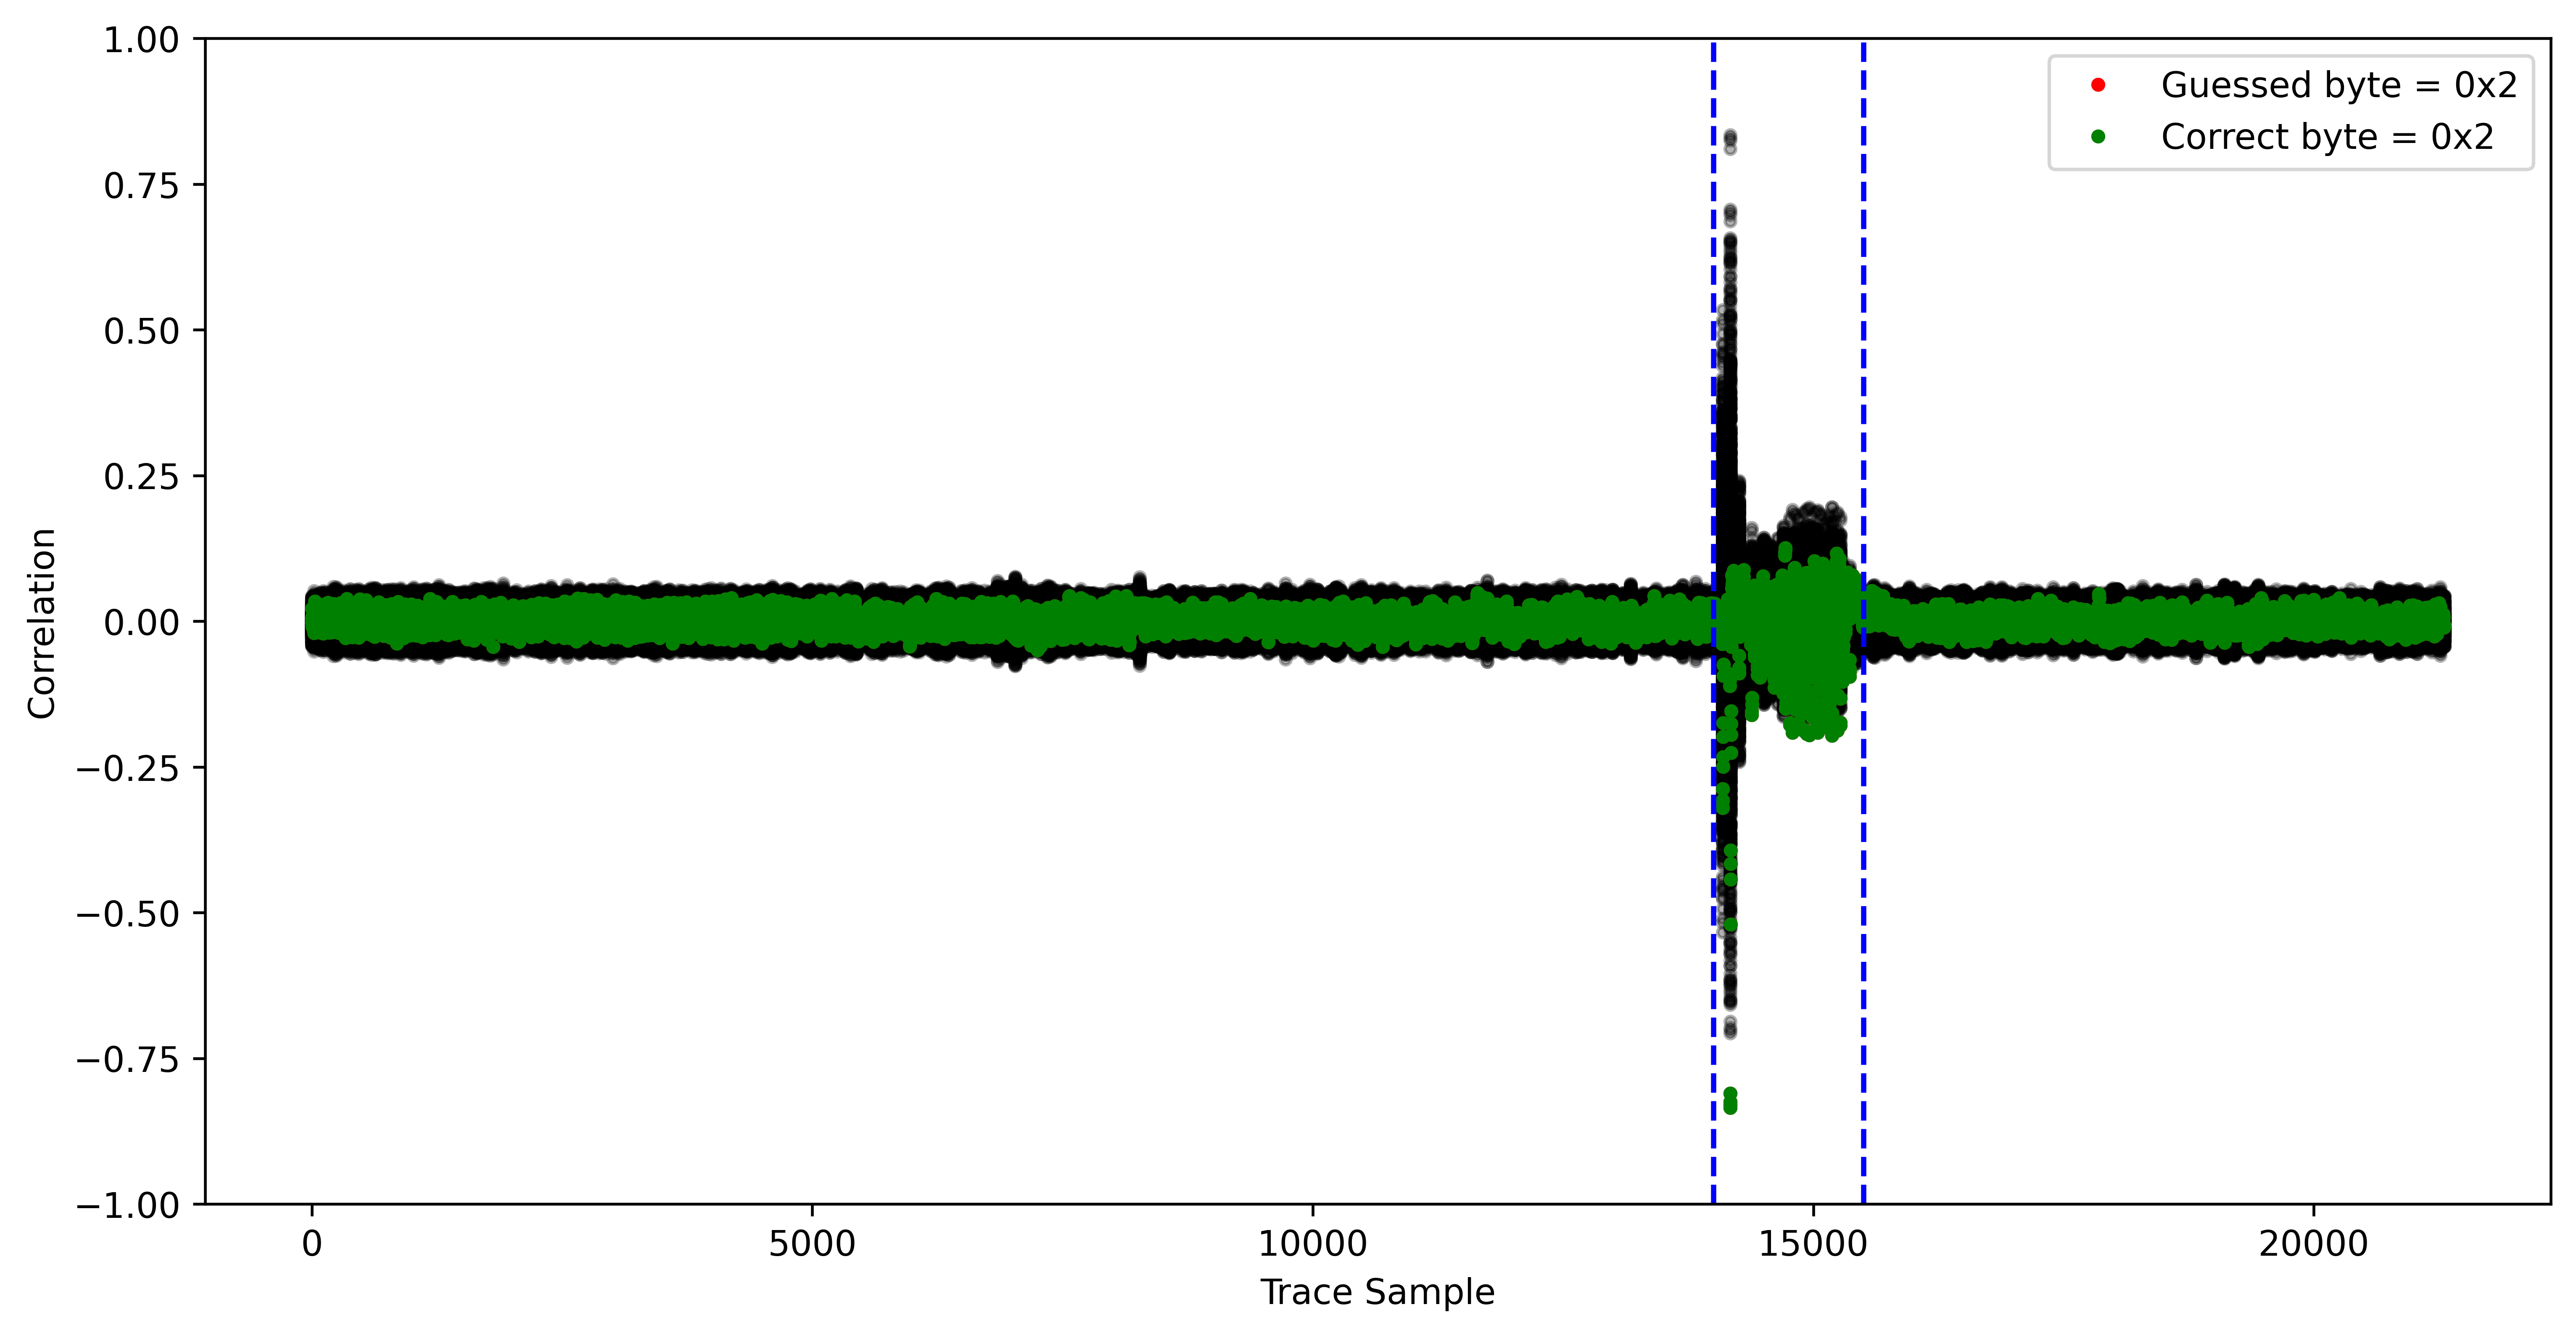 Guessed byte = 0x2
Correct byte = 0x2
1.00
0.75
0.50
0.25
0.00
−0.25
−0.50
−0.75
−1.00
Correlation
0 5000 10000 15000 20000
Trace Sample